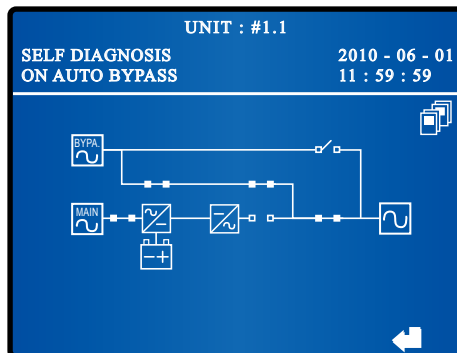 UNIT : #1.1
SELF DIAGNOSIS
2010 - 06 - 01
ON AUTO BYPASS
11 : 59 : 59
BYPA.
MAIN